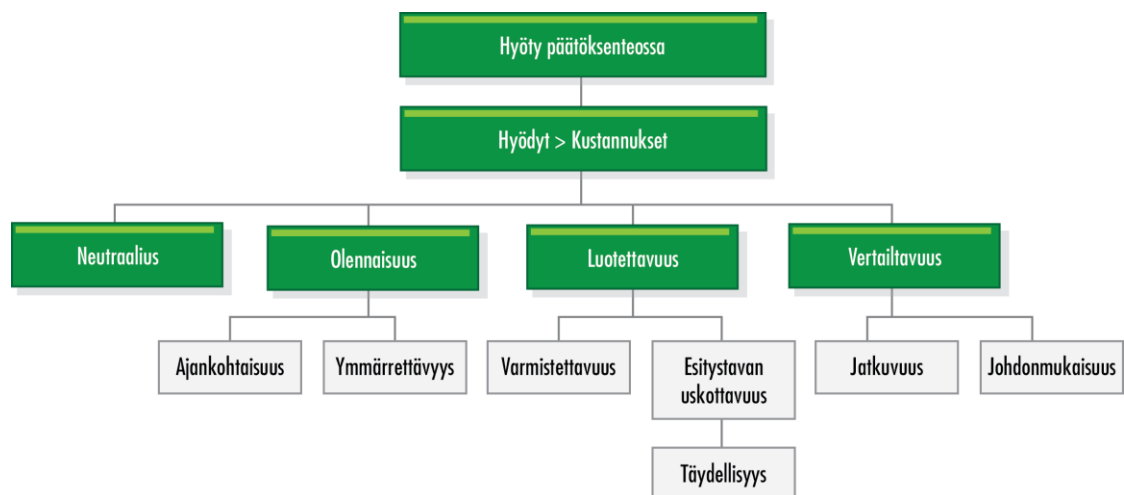 Hyöty päätöksenteossa
Hyödyt > Kustannukset
Neutraalius
Olennaisuus
Luotettavuus
Vertailtavuus
Ajankohtaisuus
Ymmärrettävyys
Varmistettavuus
Esitystavan
uskottavuus
Jatkuvuus
Johdonmukaisuus
Täydellisyys